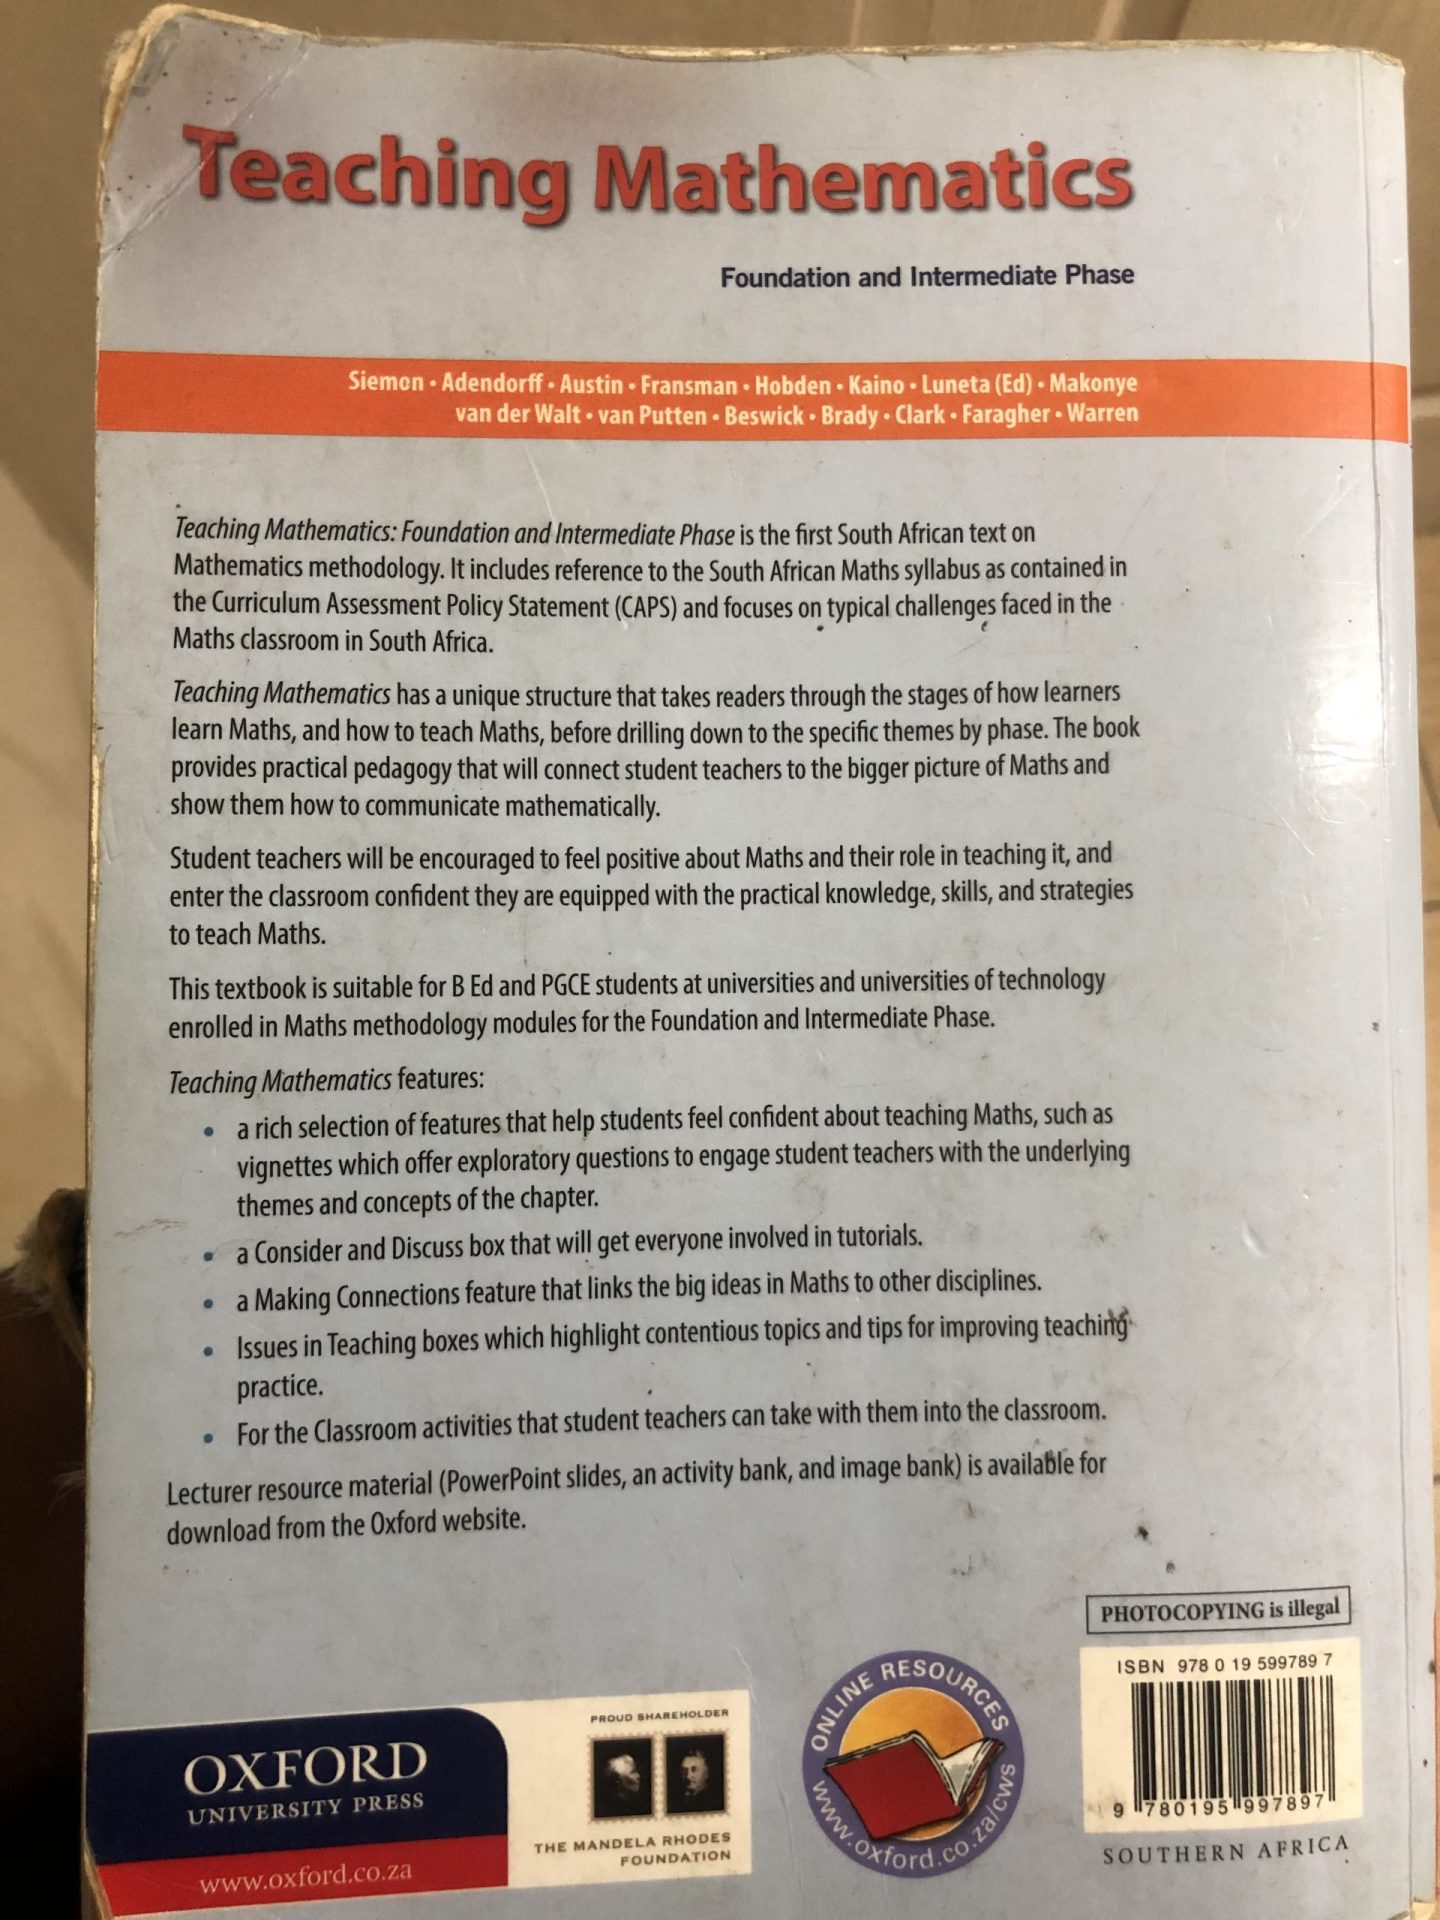 Teaching Mathematics
Foundation and Intermediate Phase
Siemon • Adendorff • Austin • Fransman • Hobden • Kaino • Luneta (Ed) • Makonye
van der Walt • van Putten • Beswick • Brady • Clark • Faragher • Warren
Teaching Mathematics: Foundation and Intermediate Phase is the first South African text on
Mathematics methodology. It includes reference to the South African Maths syllabus as contained in
the Curriculum Assessment Policy Statement (CAPS) and focuses on typical challenges faced in the
Maths classroom in South Africa.
Teaching Mathematics has a unique structure that takes readers through the stages of how learners
learn Maths, and how to teach Maths, before drilling down to the specific themes by phase. The book
provides practical pedagogy that will connect student teachers to the bigger picture of Maths and
show them how to communicate mathematically.
Student teachers will be encouraged to feel positive about Maths and their role in teaching it, and
enter the classroom confident they are equipped with the practical knowledge, skills, and strategies
to teach Maths.
This textbook is suitable for B Ed and PGCE students at universities and universities of technology
enrolled in Maths methodology modules for the Foundation and Intermediate Phase.
Teaching Mathematics features:
• a rich selection of features that help students feel confident about teaching Maths, such as
vignettes which offer exploratory questions to engage student teachers with the underlying
themes and concepts of the chapter.
• a Consider and Discuss box that will get everyone involved in tutorials.
• a Making Connections feature that links the big ideas in Maths to other disciplines.
• Issues in Teaching boxes which highlight contentious topics and tips for improving teaching
practice.
• For the Classroom activities that student teachers can take with them into the classroom.
Lecturer resource material (PowerPoint slides, an activity bank, and image bank) is available for
download from the Oxford website.
PHOTOCOPYING is illegal
ISBN 978 0 19 599789 7
9 780195 997897
SOUTHERN AFRICA
ONLINE RESOURCES
www.oxford.co.za/cws
PROUD SHAREHOLDER
THE MANDELA RHODES
FOUNDATION
OXFORD
UNIVERSITY PRESS
www.oxford.co.za